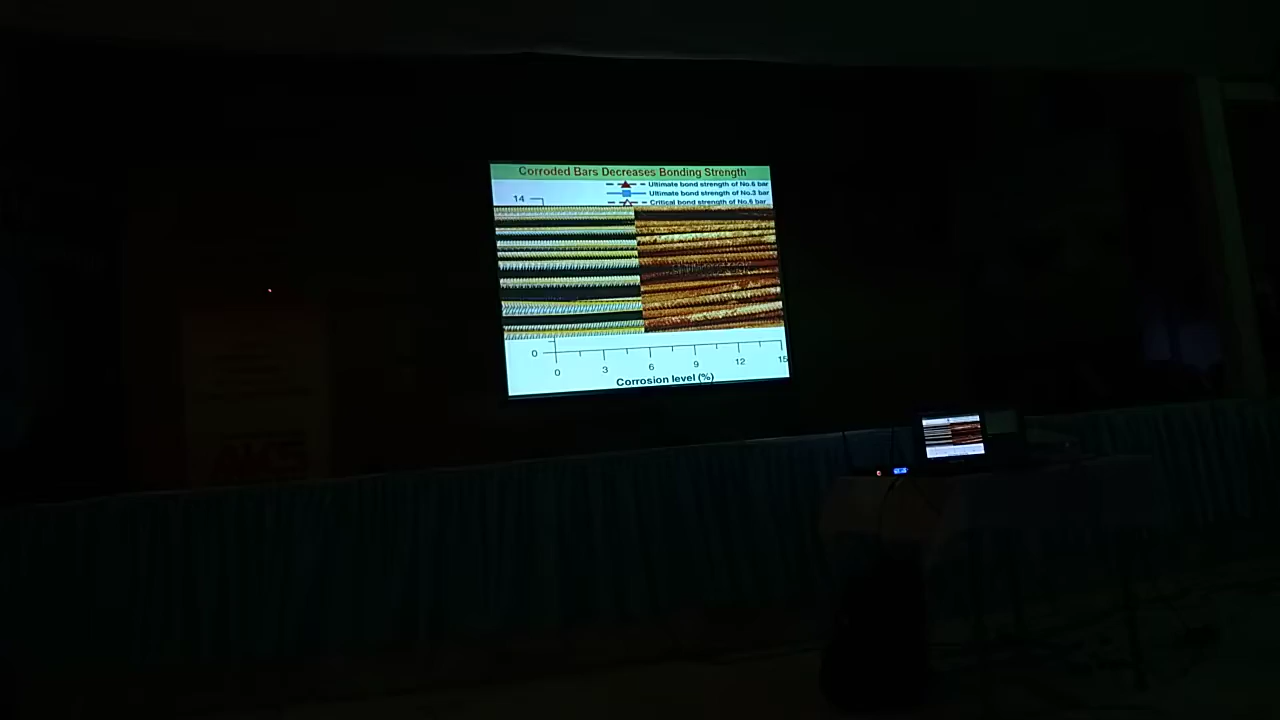 Corroded Bars Decreases Bonding Strength
Ultimate bond strength of No.6 bar
Ultimate bond strength of No.3 bar
Critical bond strength of No.6 bar
14
0
0 3 6 9 12 15
Corrosion level (%)